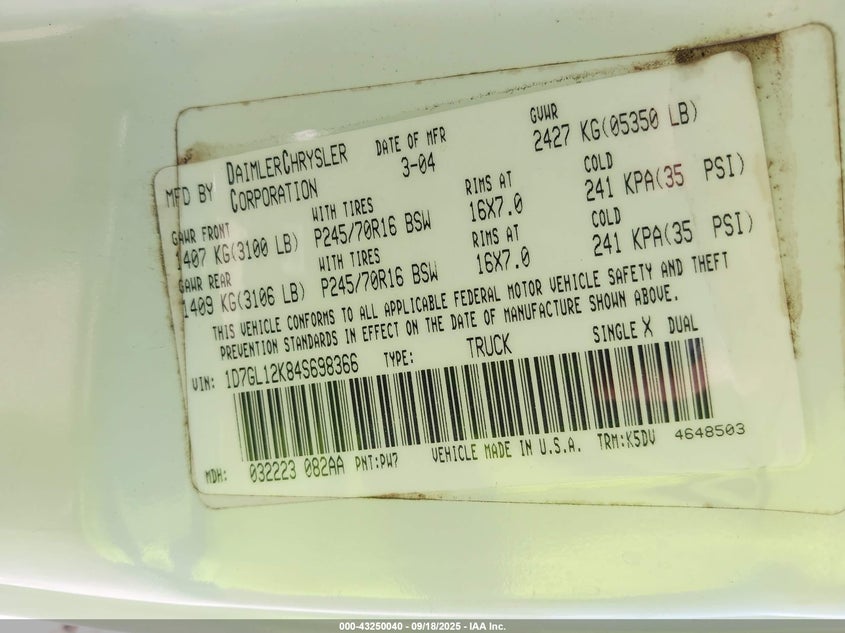 MFD BY DAIMLERCHRYSLER CORPORATION
DATE OF MFR
3-04
GVWR
2427 KG(05350 LB)
GAWR FRONT
1407 KG(3100 LB)
WITH TIRES
P245/70R16 BSW
RIMS AT
16X7.0
COLD
241 KPA(35 PSI)
GAWR REAR
1409 KG(3106 LB)
WITH TIRES
P245/70R16 BSW
RIMS AT
16X7.0
COLD
241 KPA(35 PSI)
THIS VEHICLE CONFORMS TO ALL APPLICABLE FEDERAL MOTOR VEHICLE SAFETY AND THEFT
PREVENTION STANDARDS IN EFFECT ON THE DATE OF MANUFACTURE SHOWN ABOVE.
VIN: 1D7GL12K84S698366 TYPE: TRUCK SINGLE X DUAL
MDH: 032223 082AA PNT:PW7 VEHICLE MADE IN U.S.A. TRM:K5DV 4648503
000-43250040 - 09/18/2025 - IAA Inc.